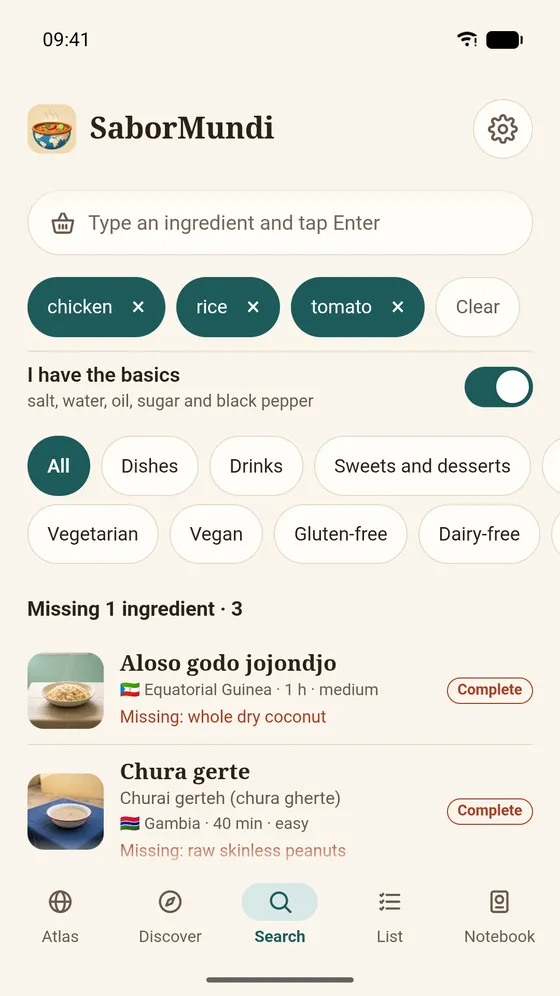 09:41
SaborMundi
Type an ingredient and tap Enter
chicken × rice × tomato × Clear
I have the basics
salt, water, oil, sugar and black pepper
All Dishes Drinks Sweets and desserts
Vegetarian Vegan Gluten-free Dairy-free
Missing 1 ingredient · 3
Aloso godo jojondjo
Equatorial Guinea · 1 h · medium
Complete
Missing: whole dry coconut
Chura gerte
Churai gerteh (chura gherte)
Complete
Gambia · 40 min · easy
Missing: raw skinless peanuts
Atlas Discover Search List Notebook